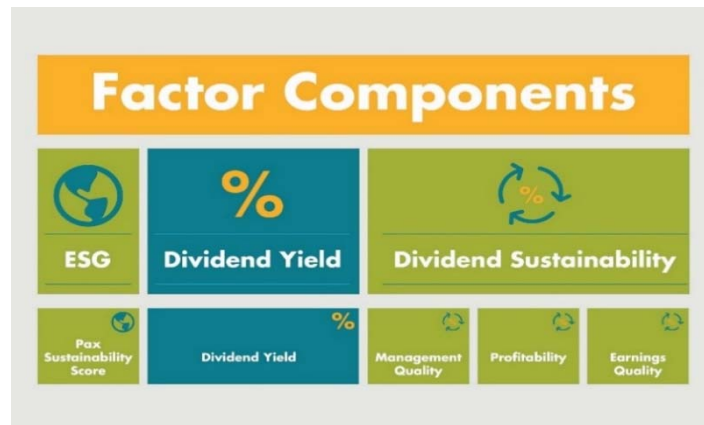 Factor Components
%
%
ESG
Dividend Yield
Dividend Sustainability
%
Pax
Sustainability
Score
Dividend Yield
Management
Quality
Profitability
Earnings
Quality